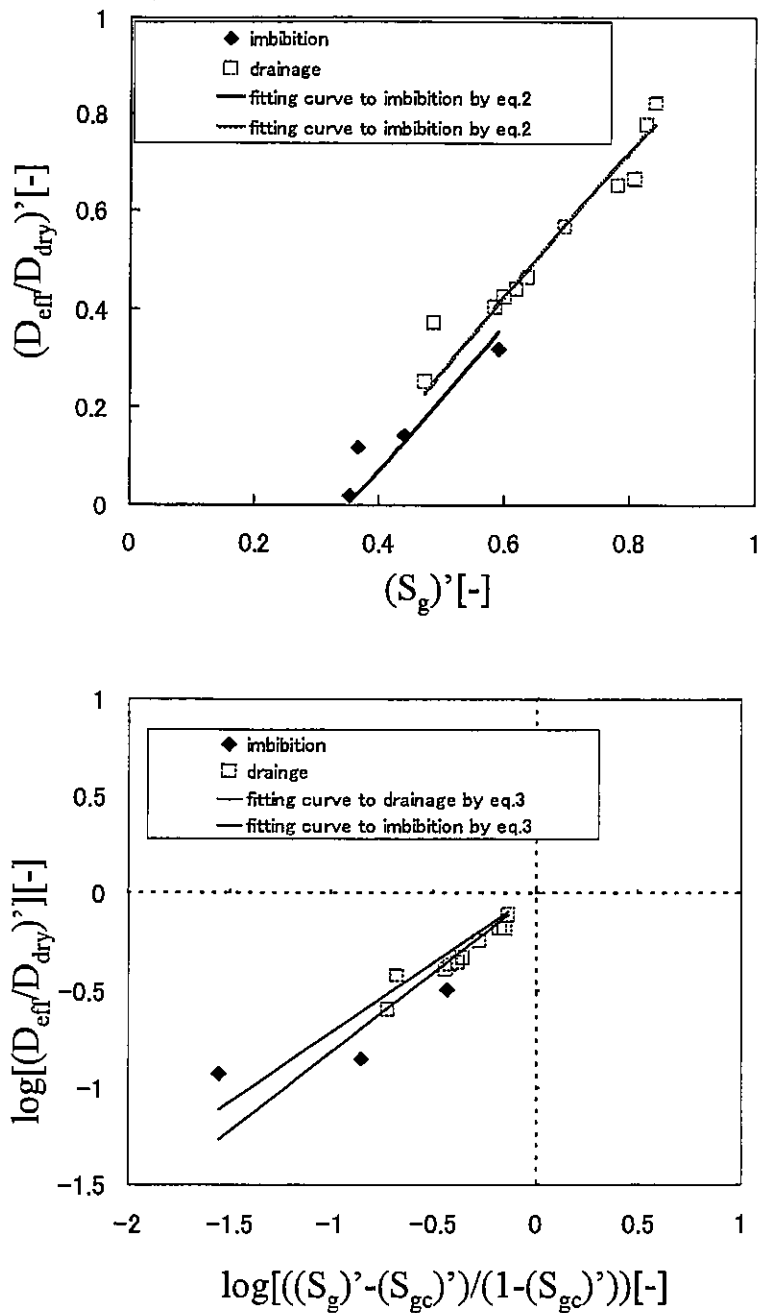 1
imbibition
drainage
0.8
fitting curve to imbibition by eq.2
fitting curve to imbibition by eq.2
0.6
0.4
0.2
0
(D_eff/D_dry)'[-]
0 0.2 0.4 0.6 0.8 1
(S_g)'[-]
1
imbibition
drainge
0.5
fitting curve to drainage by eq.3
fitting curve to imbibition by eq.3
0
-0.5
-1
-1.5
log[(D_eff/D_dry)'][-]
-2 -1.5 -1 -0.5 0 0.5 1
log[((S_g)'-(S_gc)')/(1-(S_gc)'))[-]